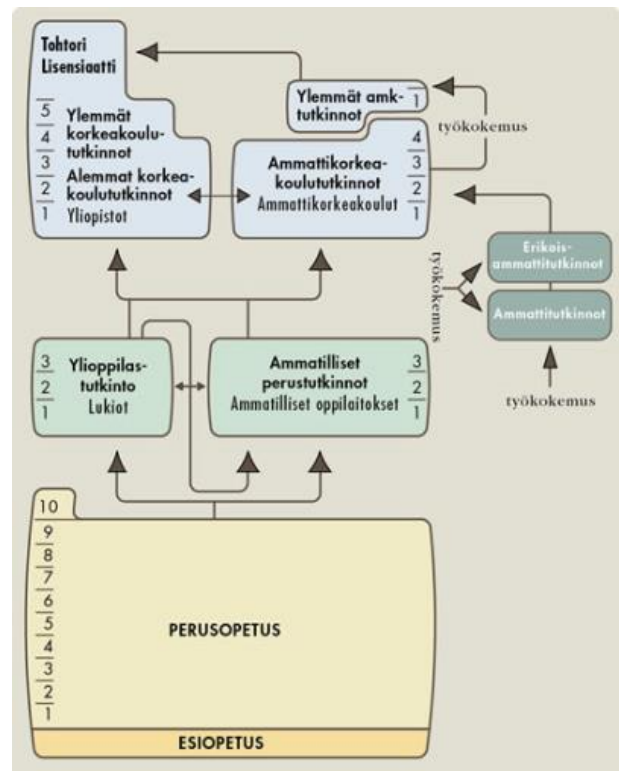 Tohtori
Lisensiaatti
5
4
3
2
1
Ylemmät
korkeakoulu-
tutkinnot
Alemmat korkea-
koulututkinnot
Yliopistot
Ylemmät amk-
tutkinnot
1
Ammattikorkea-
koulututkinnot
Ammattikorkeakoulut
4
3
2
1
työkokemus
Erikois-
ammattitutkinnot
Ammattitutkinnot
työkokemus
työkokemus
3
2
1
Ylioppilas-
tutkinto
Lukiot
Ammatilliset
perustutkinnot
Ammatilliset oppilaitokset
3
2
1
10
9
8
7
6
5
4
3
2
1
PERUSOPETUS
ESIOPETUS